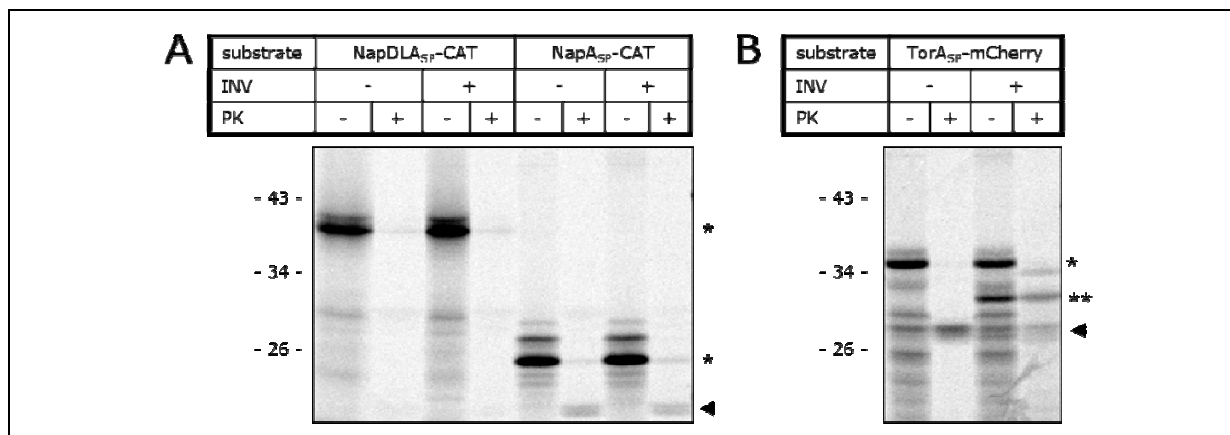 A
substrate NapDLA_SP-CAT NapA_SP-CAT
INV - + - +
PK - + - + - + - +
- 43 -
- 34 -
- 26 -
*
*
B
substrate TorA_SP-mCherry
INV - +
PK - + - +
- 43 -
- 34 -
- 26 -
*
**